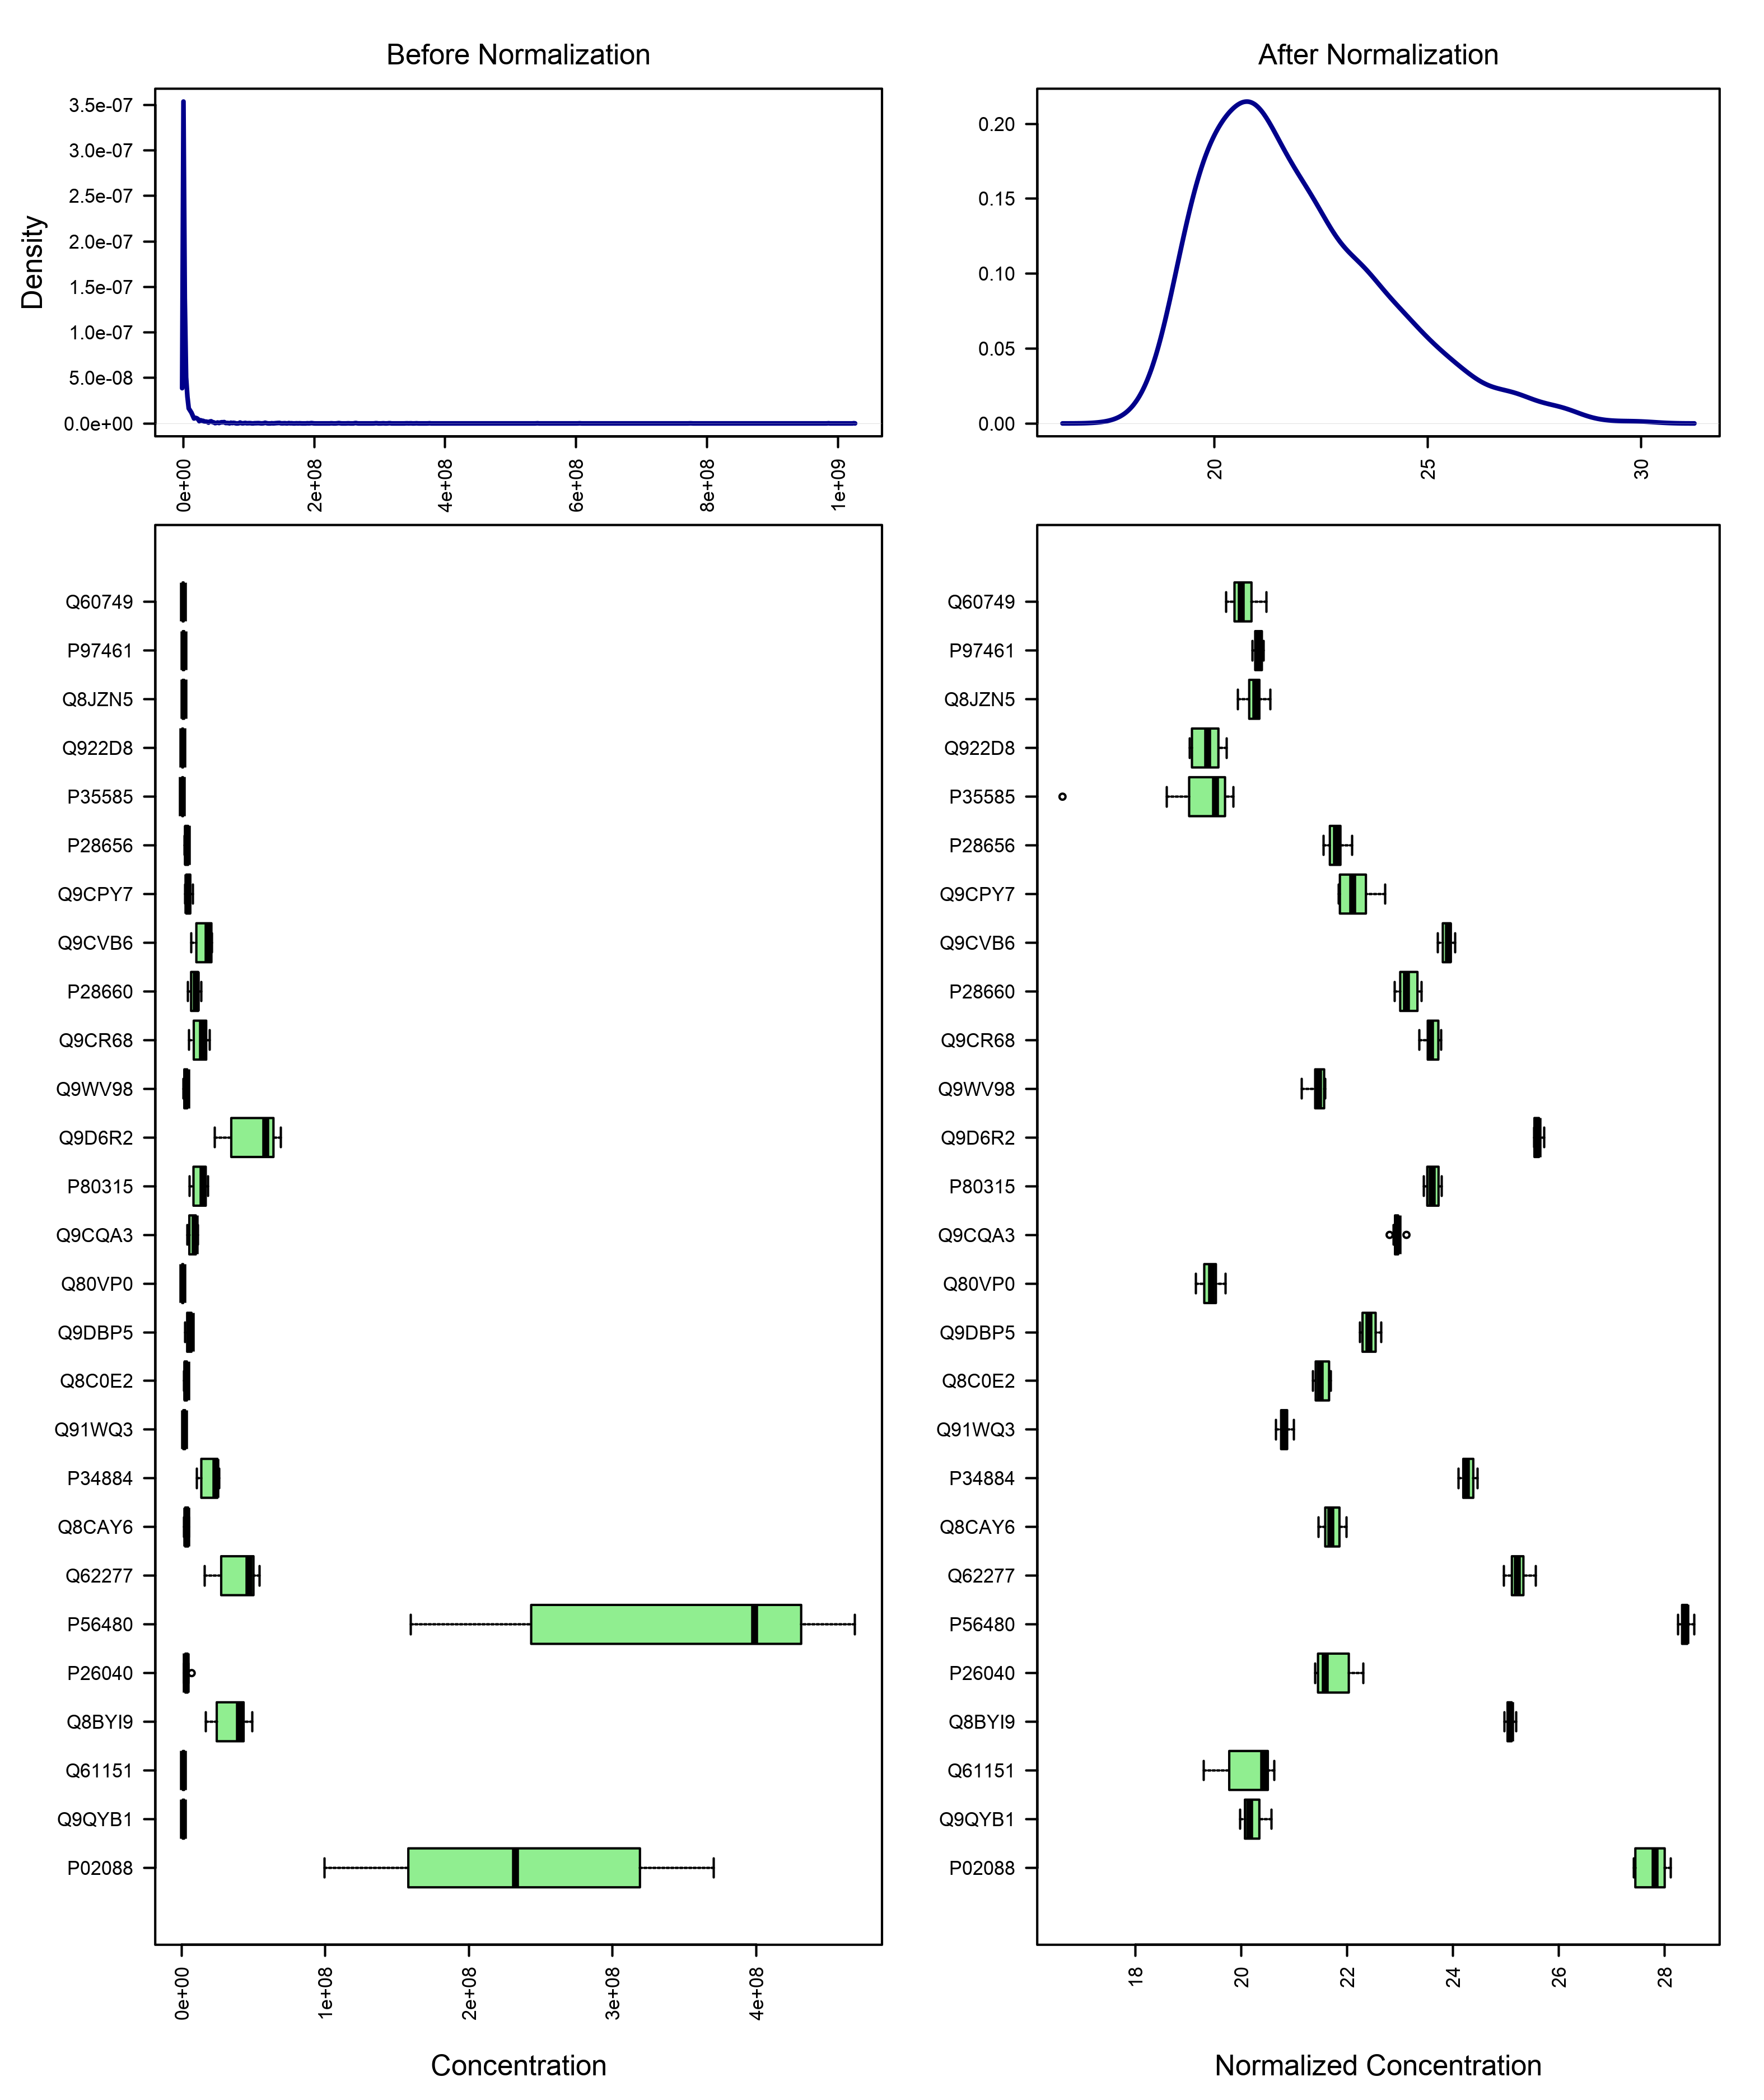 Before Normalization
After Normalization
Density
3.5e-07
3.0e-07
2.5e-07
2.0e-07
1.5e-07
1.0e-07
5.0e-08
0.0e+00
0e+00
2e+08
4e+08
6e+08
8e+08
1e+09
0.20
0.15
0.10
0.05
0.00
20
25
30
Q60749
P97461
Q8JZN5
Q922D8
P35585
P28656
Q9CPY7
Q9CVB6
P28660
Q9CR68
Q9WV98
Q9D6R2
P80315
Q9CQA3
Q80VP0
Q9DBP5
Q8C0E2
Q91WQ3
P34884
Q8CAY6
Q62277
P56480
P26040
Q8BYI9
Q61151
Q9QYB1
P02088
0e+00
1e+08
2e+08
3e+08
4e+08
Concentration
Q60749
P97461
Q8JZN5
Q922D8
P35585
P28656
Q9CPY7
Q9CVB6
P28660
Q9CR68
Q9WV98
Q9D6R2
P80315
Q9CQA3
Q80VP0
Q9DBP5
Q8C0E2
Q91WQ3
P34884
Q8CAY6
Q62277
P56480
P26040
Q8BYI9
Q61151
Q9QYB1
P02088
18
20
22
24
26
28
Normalized Concentration